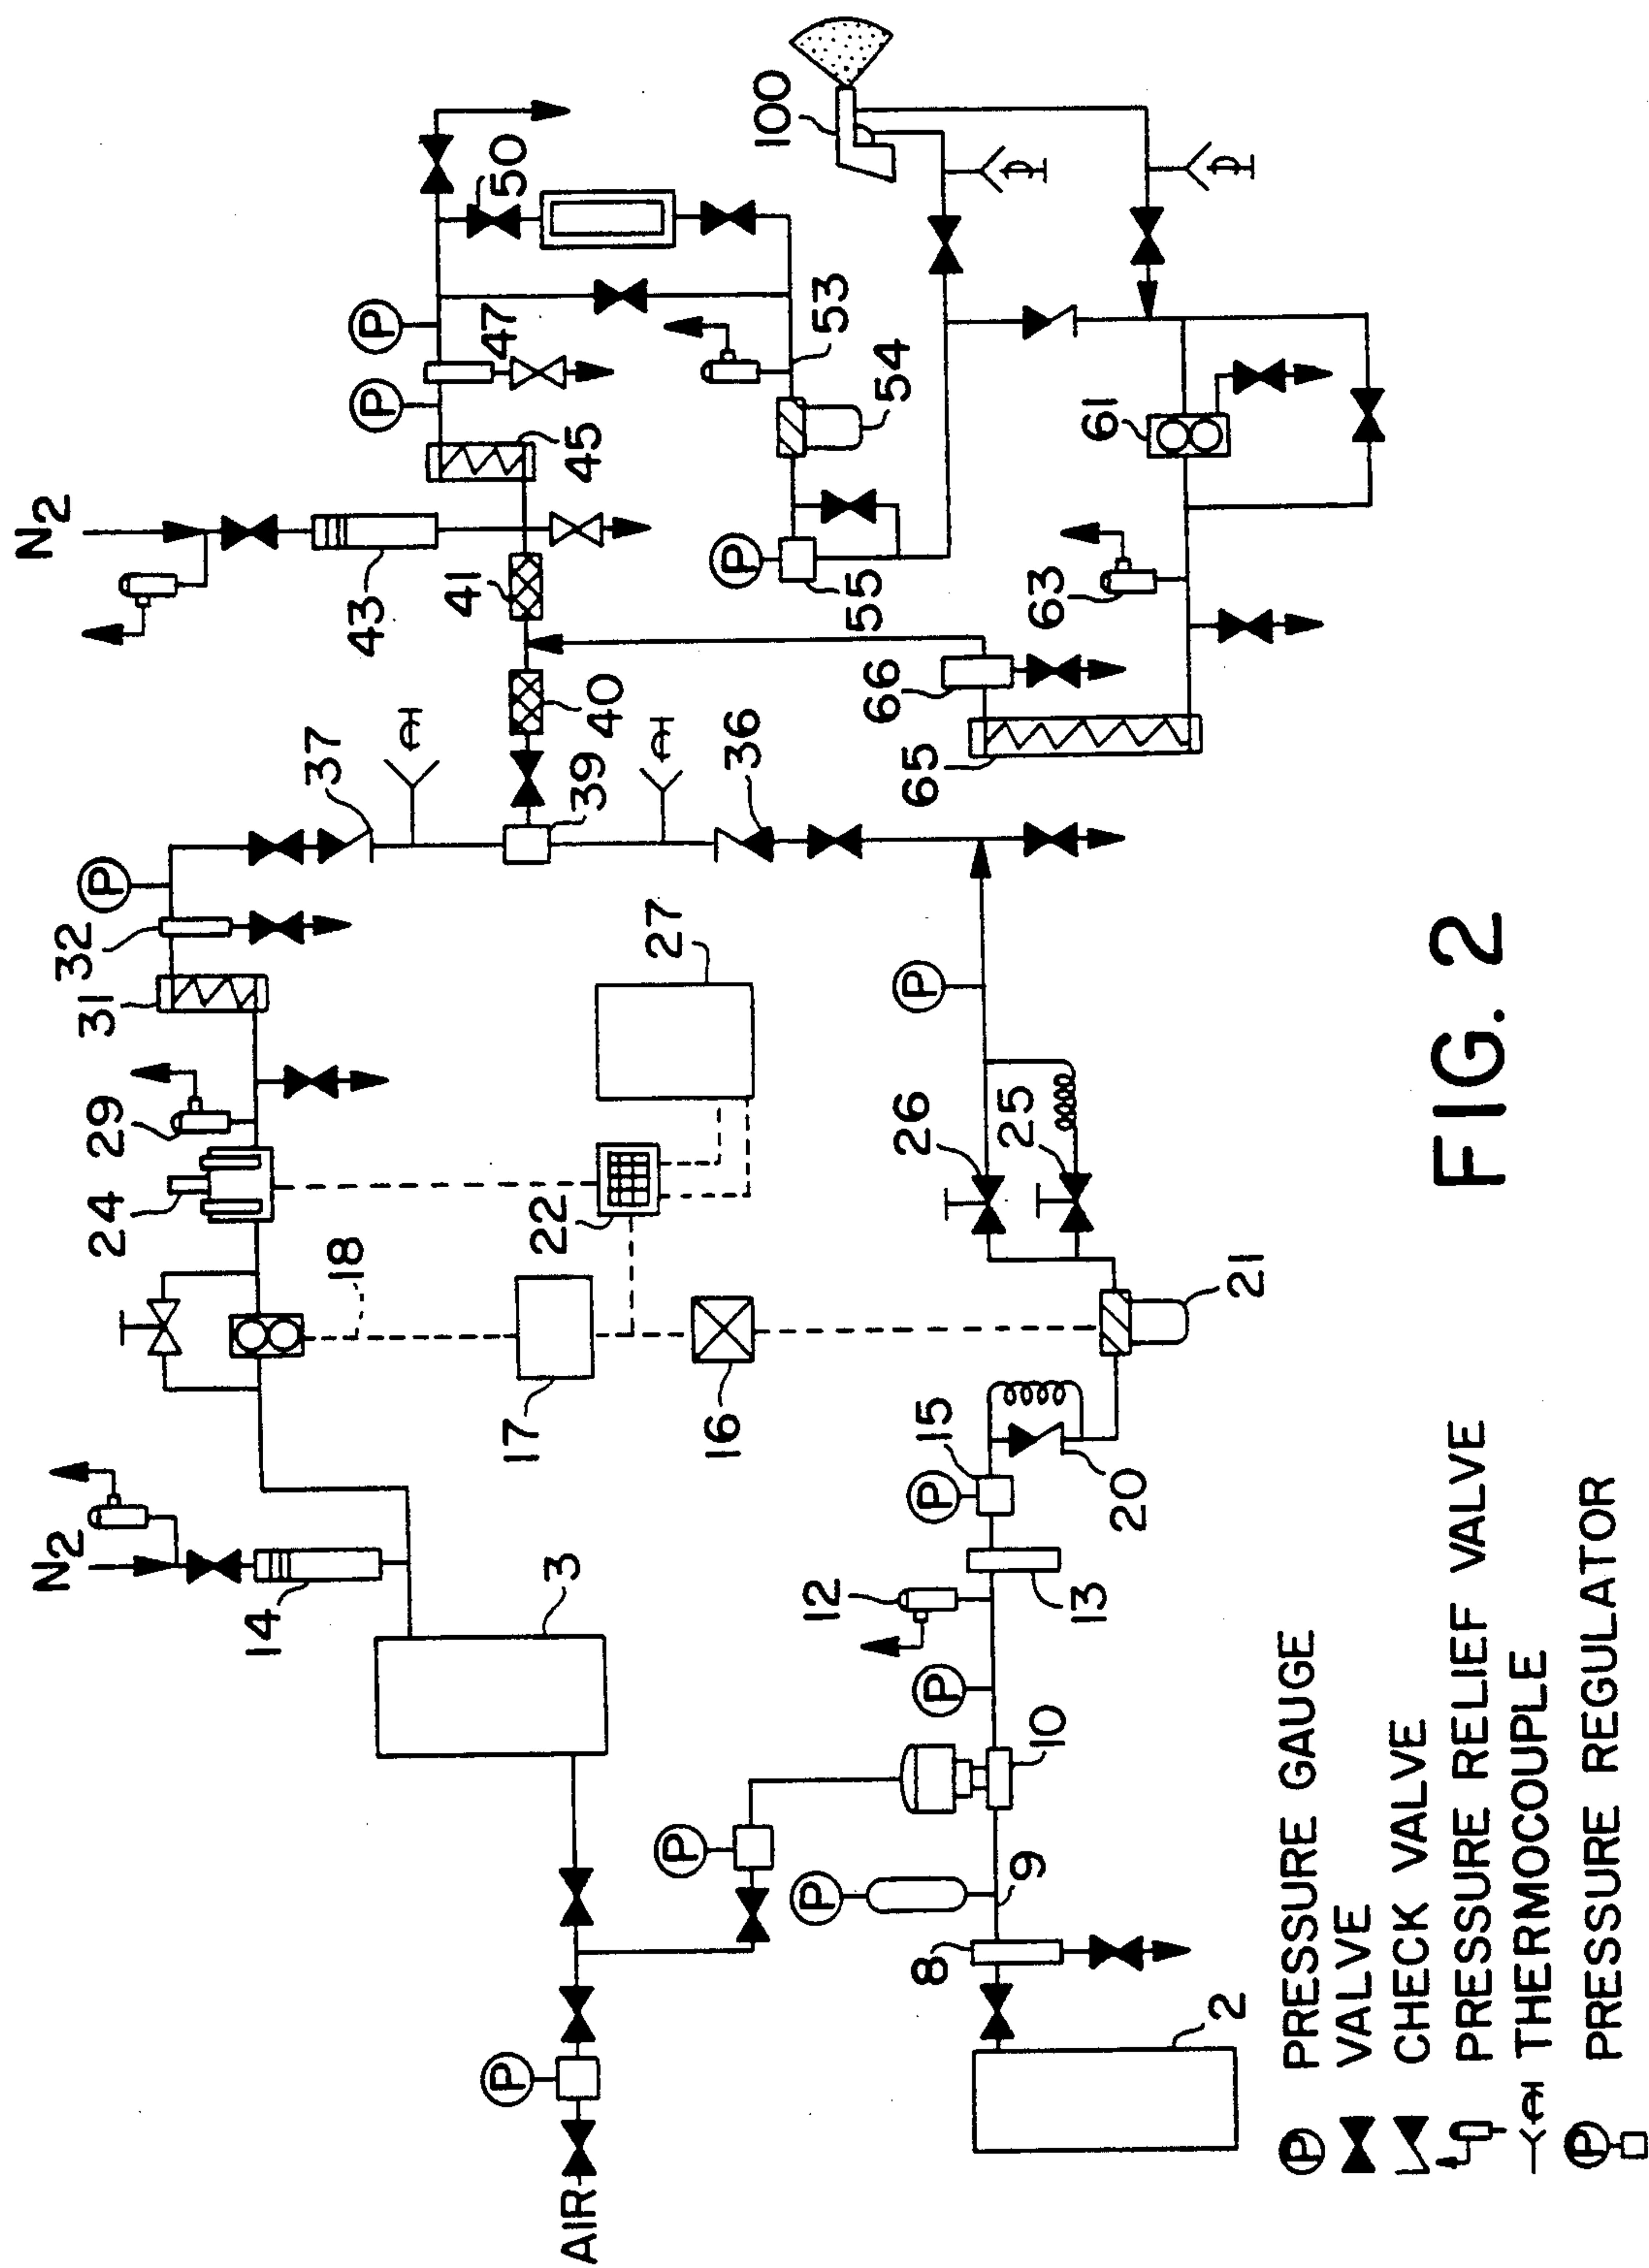 N2
N2
32
31
P
29
24
14
37
18
43
P
P
41
47
50
P
17
22
3
AIR
45
39
40
27
P
16
36
P
100
12
P
53
55
66
54
P
26
65
P
15
P
8
25
9
63
10
13
61
20
2
21
P PRESSURE GAUGE
VALVE
CHECK VALVE
PRESSURE RELIEF VALVE
THERMOCOUPLE
P PRESSURE REGULATOR
FIG. 2